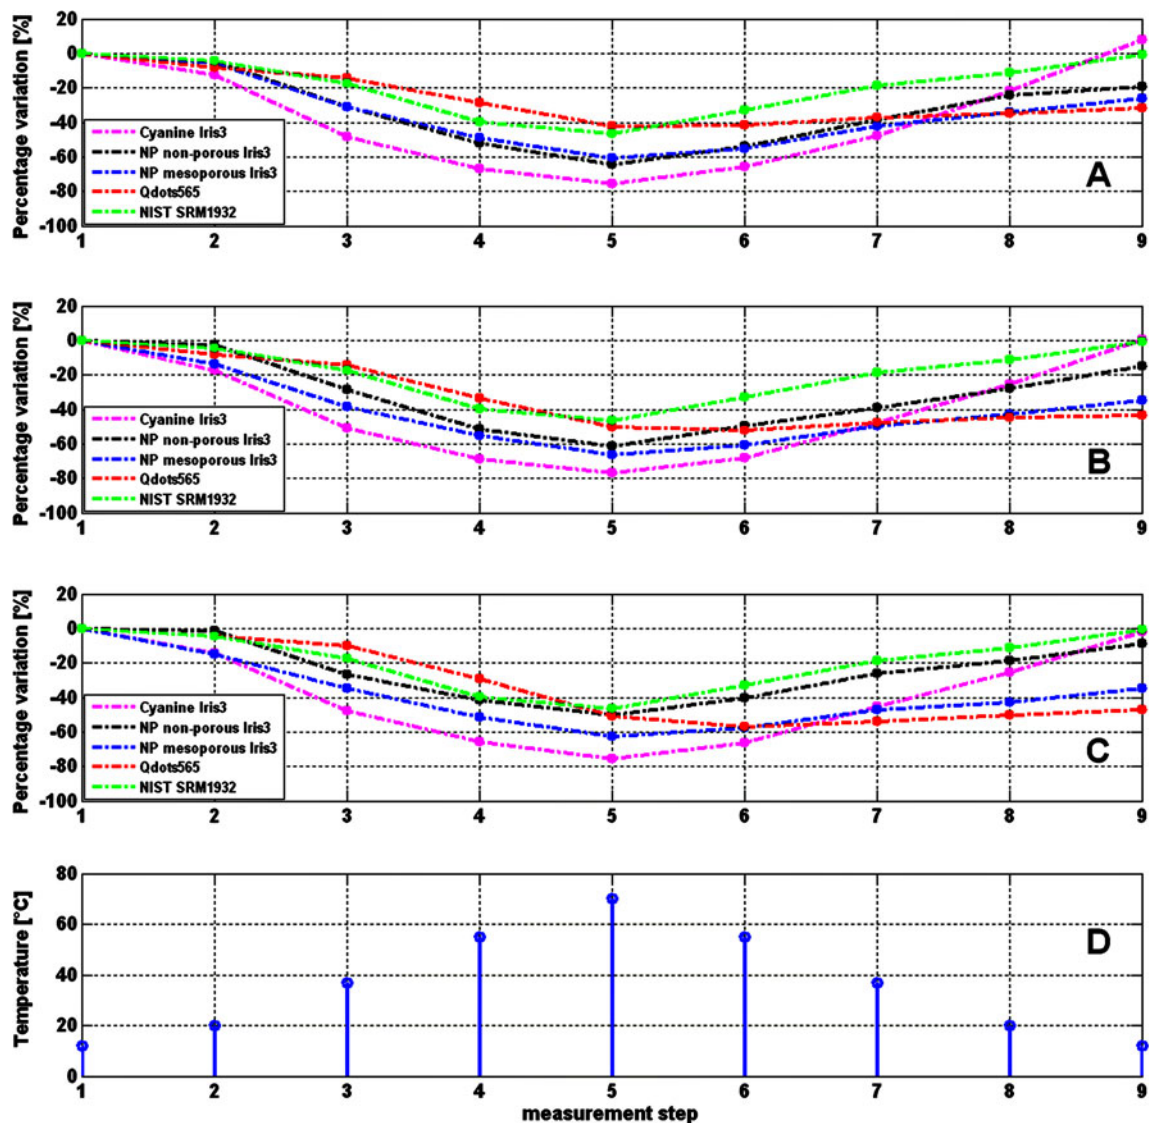 Percentage variation [%]
20
0
-20
-40
-60
-80
-100
Cyanine Iris3
NP non-porous Iris3
NP mesoporous Iris3
Qdots565
NIST SRM1932
A
1 2 3 4 5 6 7 8 9
Percentage variation [%]
20
0
-20
-40
-60
-80
-100
Cyanine Iris3
NP non-porous Iris3
NP mesoporous Iris3
Qdots565
NIST SRM1932
B
1 2 3 4 5 6 7 8 9
Percentage variation [%]
20
0
-20
-40
-60
-80
-100
Cyanine Iris3
NP non-porous Iris3
NP mesoporous Iris3
Qdots565
NIST SRM1932
C
1 2 3 4 5 6 7 8 9
Temperature [°C]
80
60
40
20
0
D
1 2 3 4 5 6 7 8 9
measurement step